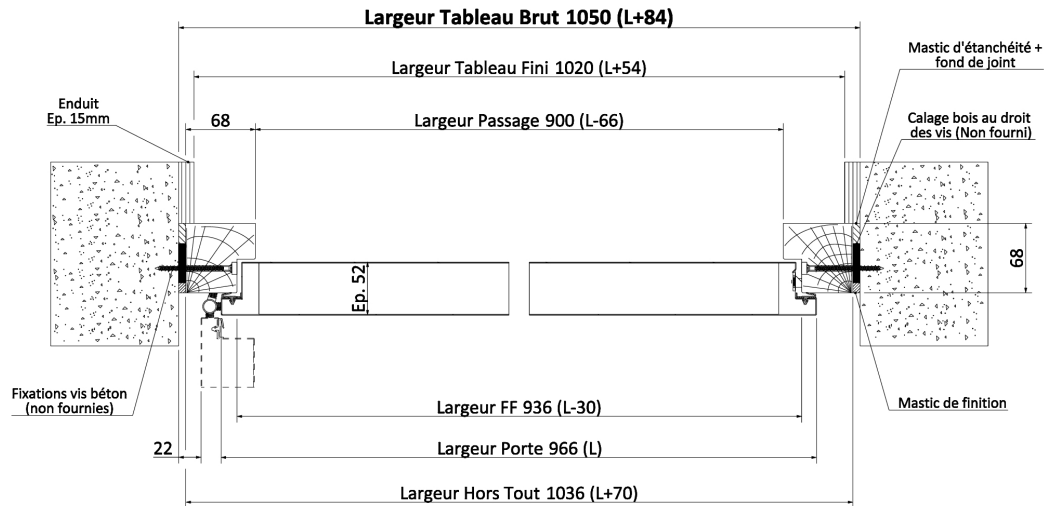 Largeur Tableau Brut 1050 (L+84)
Mastic d'étanchéité +
fond de joint
Largeur Tableau Fini 1020 (L+54)
Enduit
Ep. 15mm
68
Largeur Passage 900 (L-66)
Calage bois au droit
des vis (Non fourni)
68
Ep. 52
Fixations vis béton
(non fournies)
Largeur FF 936 (L-30)
Mastic de finition
22
Largeur Porte 966 (L)
Largeur Hors Tout 1036 (L+70)